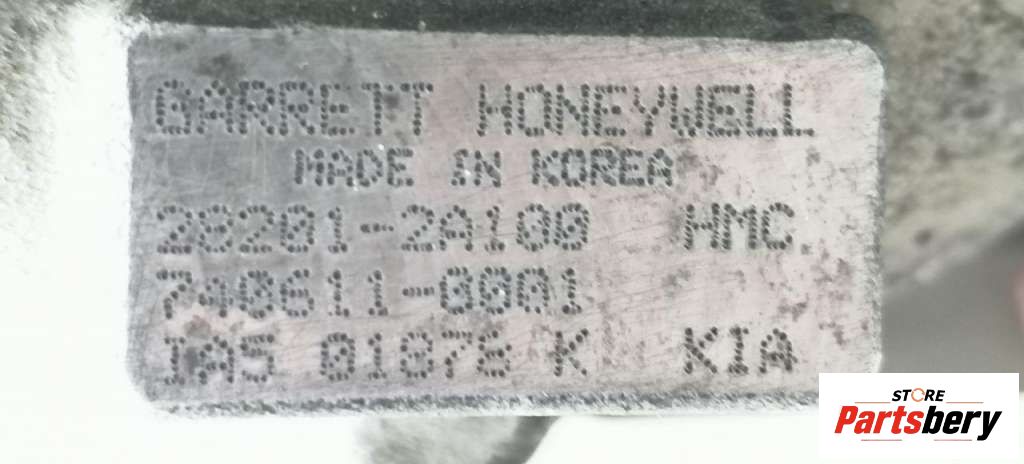 GARRETT HONEYWELL
MADE IN KOREA
28201-2A100 HMC
740611-0001
JAS 01076 K KIA
STORE
Partsbery